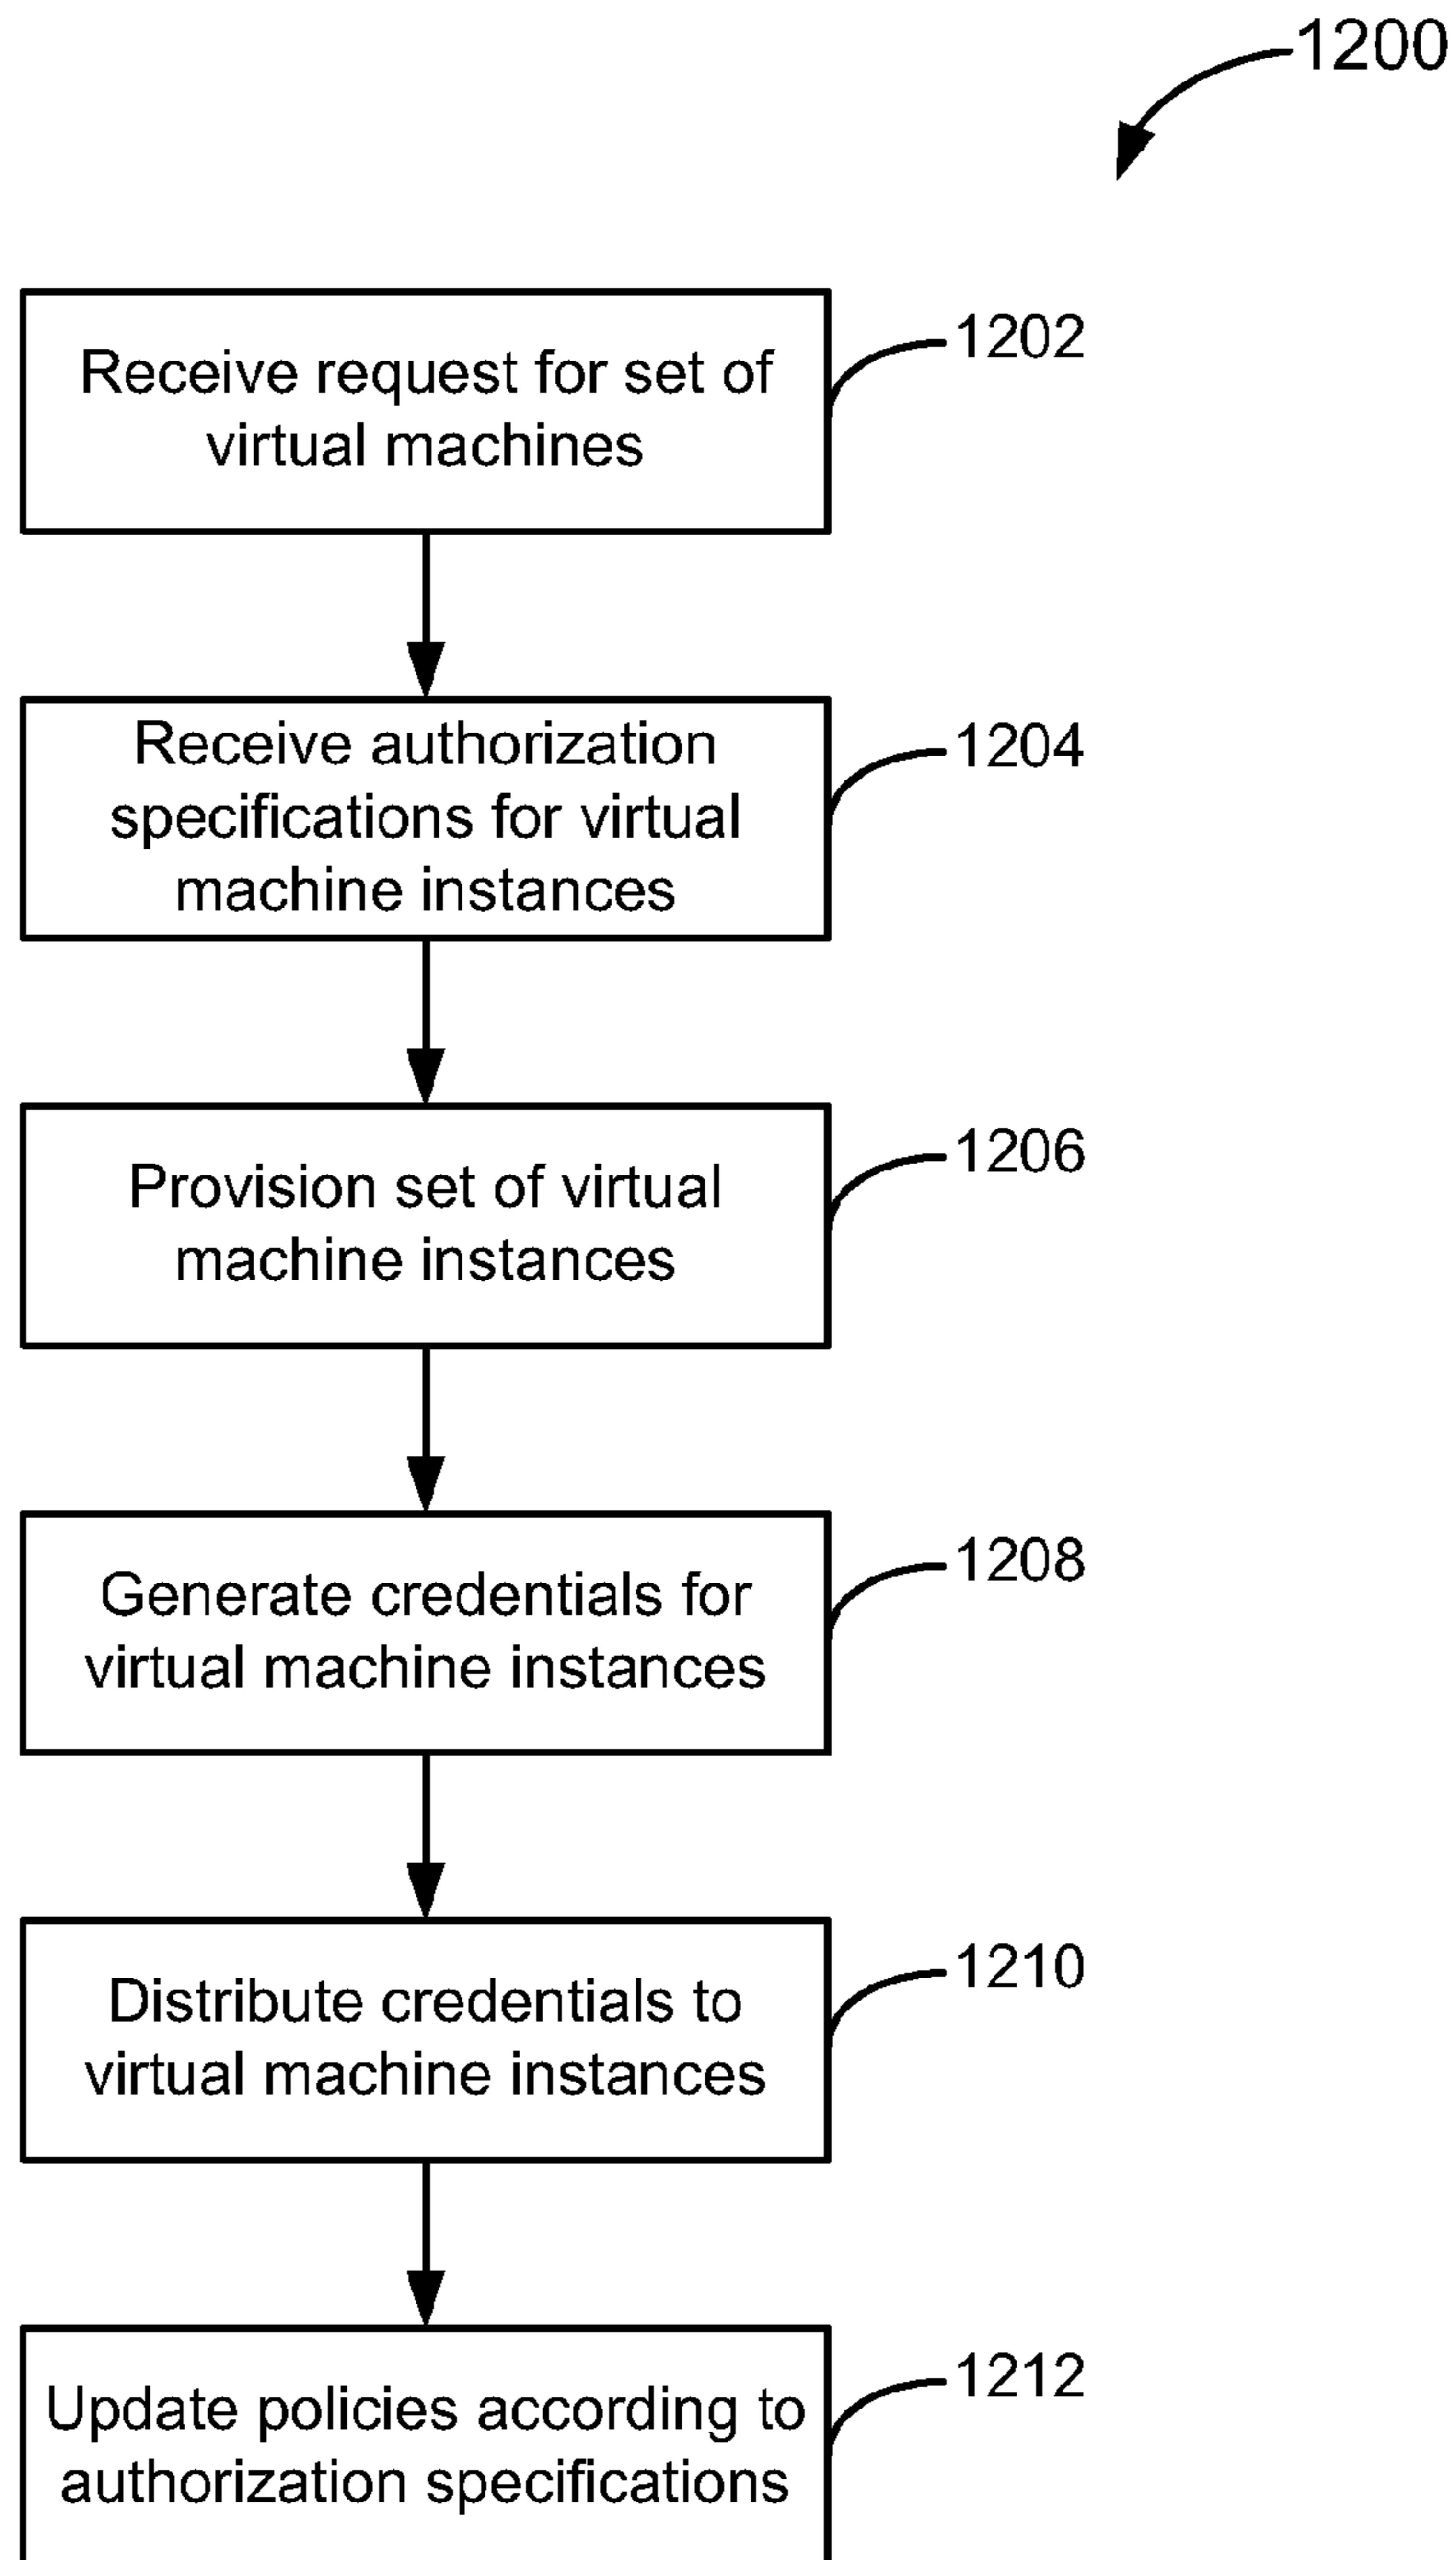 1200
Receive request for set of
virtual machines
1202
Receive authorization
specifications for virtual
machine instances
1204
Provision set of virtual
machine instances
1206
Generate credentials for
virtual machine instances
1208
Distribute credentials to
virtual machine instances
1210
Update policies according to
authorization specifications
1212